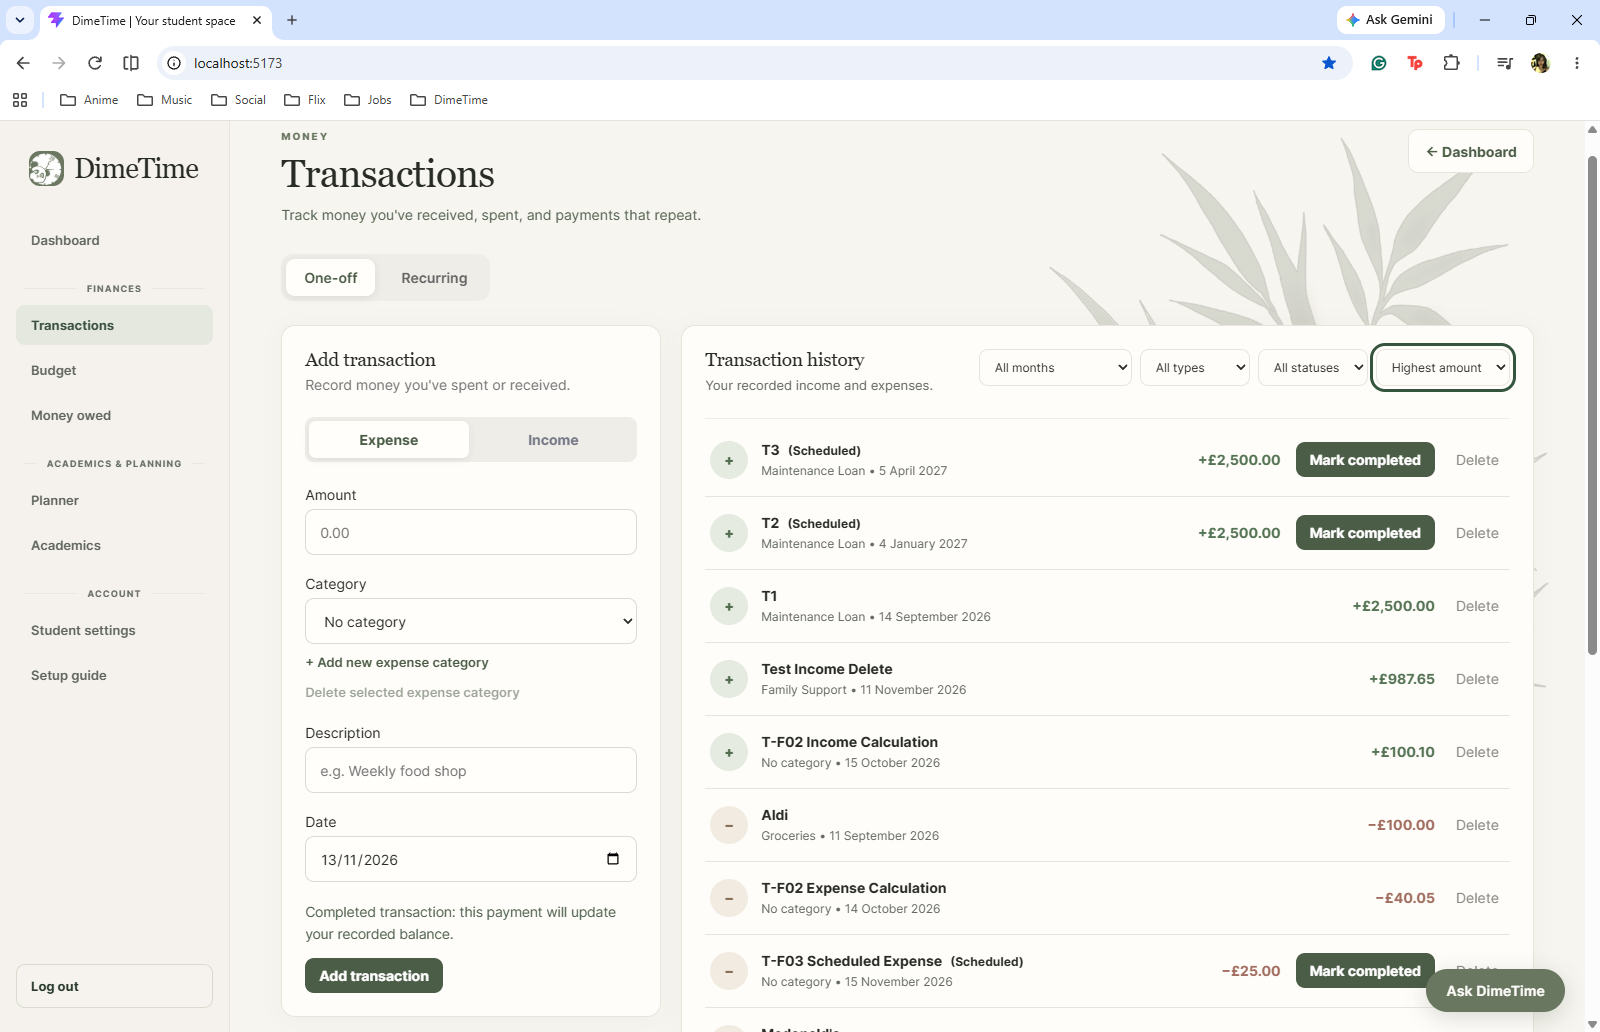 DimeTime | Your student space
Ask Gemini
localhost:5173
Anime
Music
Social
Flix
Jobs
DimeTime
DimeTime
Dashboard
FINANCES
Transactions
Budget
Money owed
ACADEMICS & PLANNING
Planner
Academics
ACCOUNT
Student settings
Setup guide
Log out
MONEY
Transactions
Track money you've received, spent, and payments that repeat.
← Dashboard
One-off
Recurring
Add transaction
Record money you've spent or received.
Expense
Income
Amount
0.00
Category
No category
+ Add new expense category
Delete selected expense category
Description
e.g. Weekly food shop
Date
13/11/2026
Completed transaction: this payment will update
your recorded balance.
Add transaction
Transaction history
Your recorded income and expenses.
All months
All types
All statuses
Highest amount
+ T3 (Scheduled) +£2,500.00 Mark completed Delete
Maintenance Loan • 5 April 2027
+ T2 (Scheduled) +£2,500.00 Mark completed Delete
Maintenance Loan • 4 January 2027
+ T1 +£2,500.00 Delete
Maintenance Loan • 14 September 2026
+ Test Income Delete +£987.65 Delete
Family Support • 11 November 2026
+ T-F02 Income Calculation +£100.10 Delete
No category • 15 October 2026
− Aldi −£100.00 Delete
Groceries • 11 September 2026
− T-F02 Expense Calculation −£40.05 Delete
No category • 14 October 2026
− T-F03 Scheduled Expense (Scheduled) −£25.00 Mark completed Delete
No category • 15 November 2026
Ask DimeTime